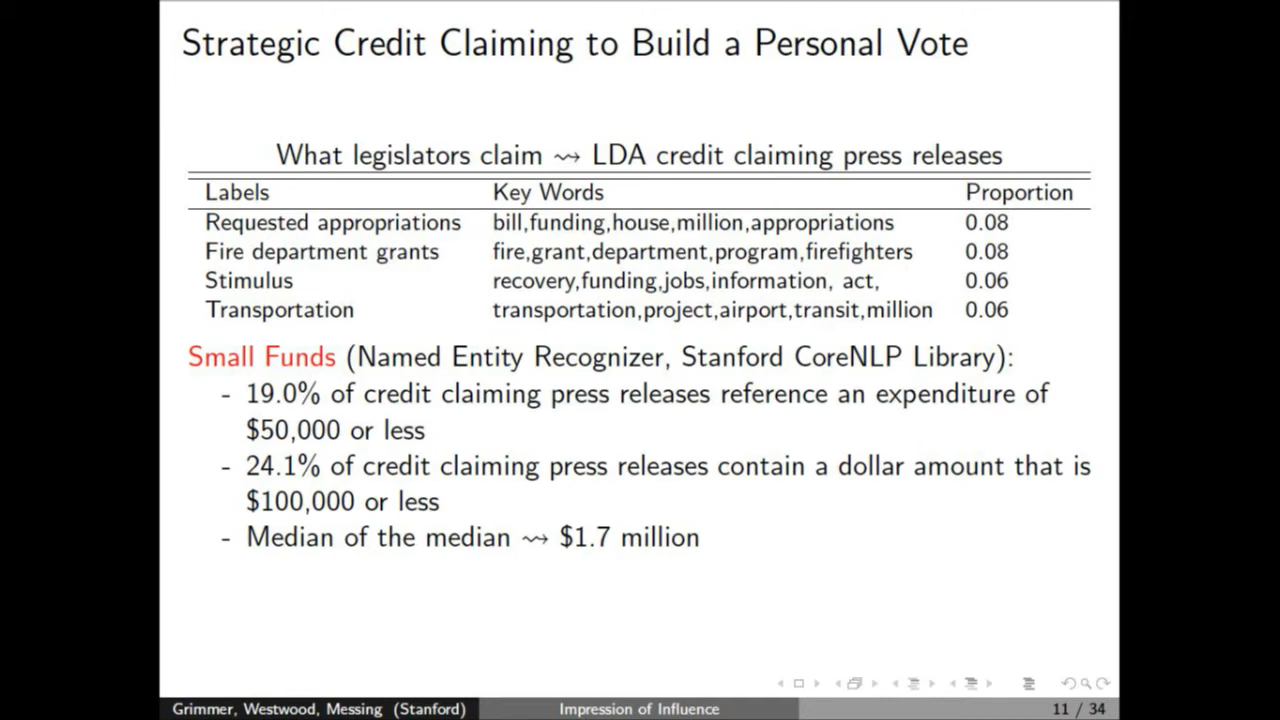 Strategic Credit Claiming to Build a Personal Vote
What legislators claim ⇝ LDA credit claiming press releases
Labels Key Words Proportion
Requested appropriations bill,funding,house,million,appropriations 0.08
Fire department grants fire,grant,department,program,firefighters 0.08
Stimulus recovery,funding,jobs,information, act, 0.06
Transportation transportation,project,airport,transit,million 0.06
Small Funds (Named Entity Recognizer, Stanford CoreNLP Library):
- 19.0% of credit claiming press releases reference an expenditure of
$50,000 or less
- 24.1% of credit claiming press releases contain a dollar amount that is
$100,000 or less
- Median of the median ⇝ $1.7 million
Grimmer, Westwood, Messing (Stanford) Impression of Influence 11 / 34